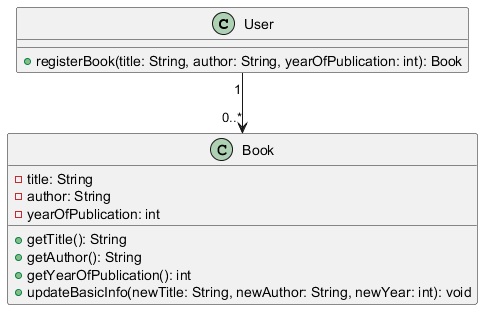 C User
registerBook(title: String, author: String, yearOfPublication: int): Book
1
0..*
C Book
title: String
author: String
yearOfPublication: int
getTitle(): String
getAuthor(): String
getYearOfPublication(): int
updateBasicInfo(newTitle: String, newAuthor: String, newYear: int): void